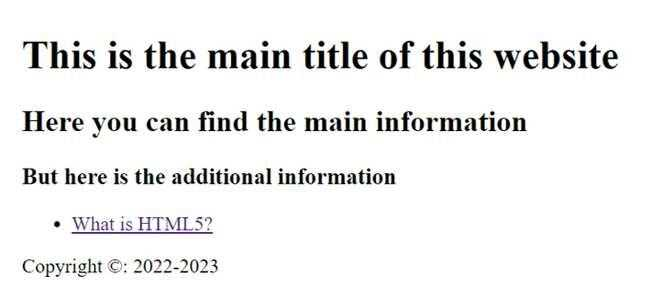 This is the main title of this website
Here you can find the main information
But here is the additional information
• What is HTML5?
Copyright ©: 2022-2023